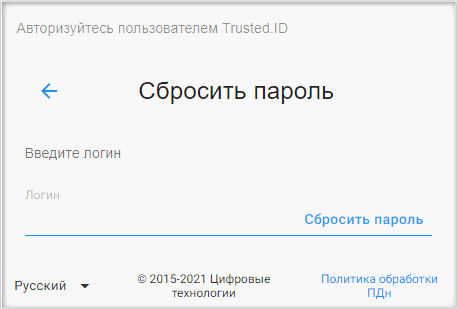 Авторизуйтесь пользователем Trusted.ID
Сбросить пароль
Введите логин
Логин
Сбросить пароль
Русский
© 2015-2021 Цифровые
технологии
Политика обработки
ПДн